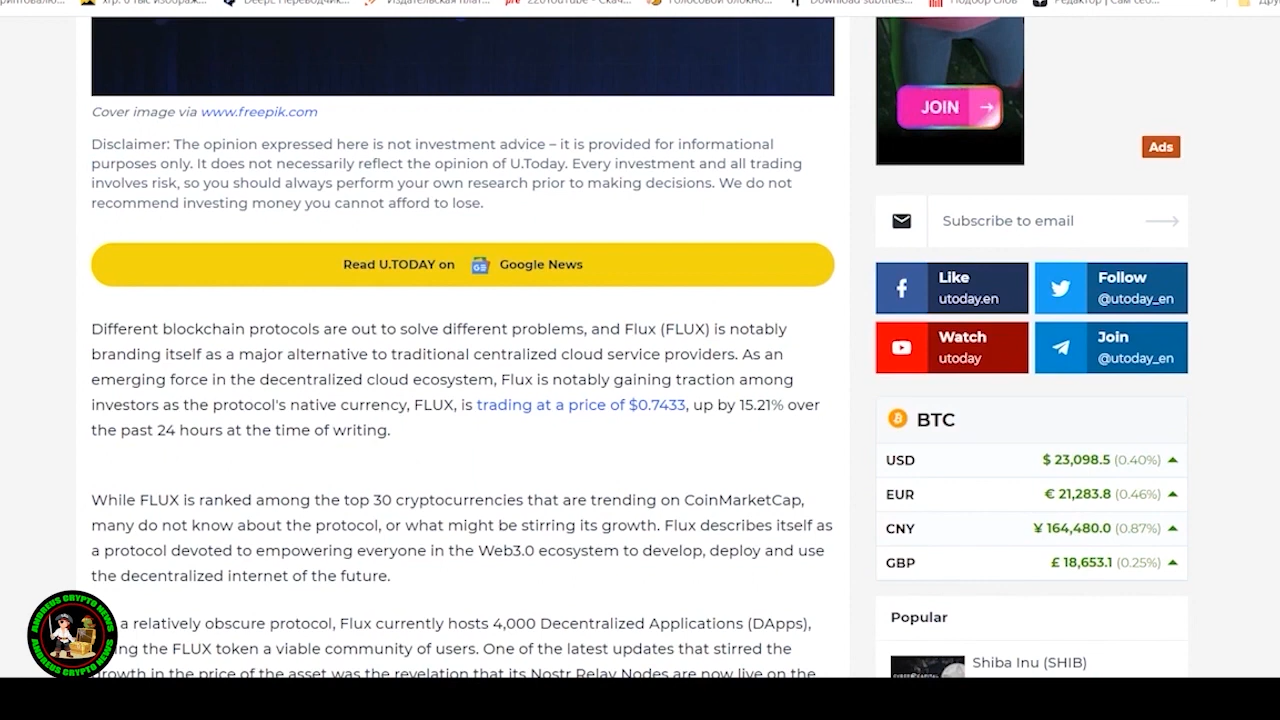 Cover image via www.freepik.com
Disclaimer: The opinion expressed here is not investment advice – it is provided for informational
purposes only. It does not necessarily reflect the opinion of U.Today. Every investment and all trading
involves risk, so you should always perform your own research prior to making decisions. We do not
recommend investing money you cannot afford to lose.
Read U.TODAY on Google News
Different blockchain protocols are out to solve different problems, and Flux (FLUX) is notably
branding itself as a major alternative to traditional centralized cloud service providers. As an
emerging force in the decentralized cloud ecosystem, Flux is notably gaining traction among
investors as the protocol's native currency, FLUX, is trading at a price of $0.7433, up by 15.21% over
the past 24 hours at the time of writing.
While FLUX is ranked among the top 30 cryptocurrencies that are trending on CoinMarketCap,
many do not know about the protocol, or what might be stirring its growth. Flux describes itself as
a protocol devoted to empowering everyone in the Web3.0 ecosystem to develop, deploy and use
the decentralized internet of the future.
a relatively obscure protocol, Flux currently hosts 4,000 Decentralized Applications (DApps),
the FLUX token a viable community of users. One of the latest updates that stirred the
growth in the price of the asset was the revelation that its Nostr Relay Nodes are now live on the
JOIN
Ads
Subscribe to email
Like
utoday.en
Follow
@utoday_en
Watch
utoday
Join
@utoday_en
BTC
USD $ 23,098.5 (0.40%)
EUR € 21,283.8 (0.46%)
CNY ¥ 164,480.0 (0.87%)
GBP £ 18,653.1 (0.25%)
Popular
Shiba Inu (SHIB)
ANDREUS CRYPTO NEWS
ANDREUS CRYPTO NEWS